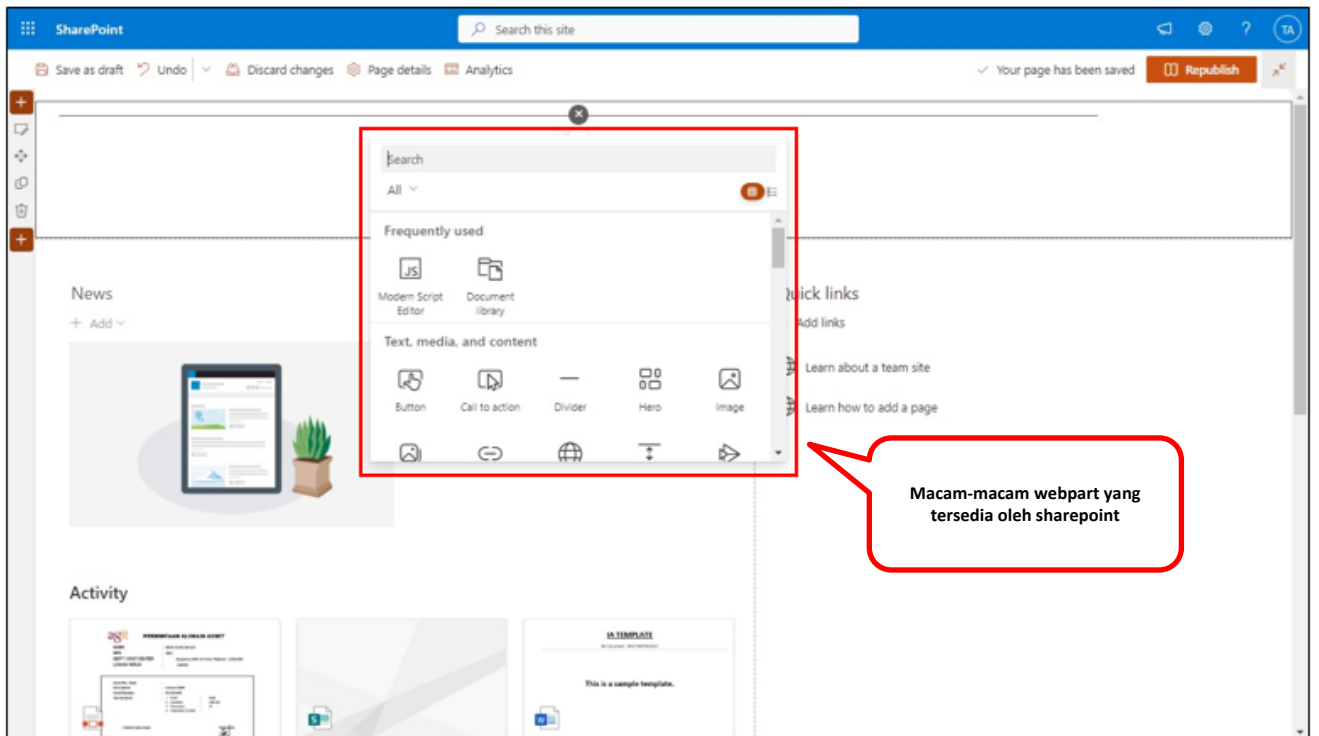 SharePoint
Search this site
TA
Save as draft Undo Discard changes Page details Analytics
Your page has been saved Republish
Search
All
Frequently used
JS
Modern Script
Editor
Document
library
Text, media, and content
Button Call to action Divider Hero Image
News
+ Add
Quick links
Add links
Learn about a team site
Learn how to add a page
Macam-macam webpart yang
tersedia oleh sharepoint
Activity
PERMINTAAN ALOKASI ASSET
IA TEMPLATE
This is a sample template.